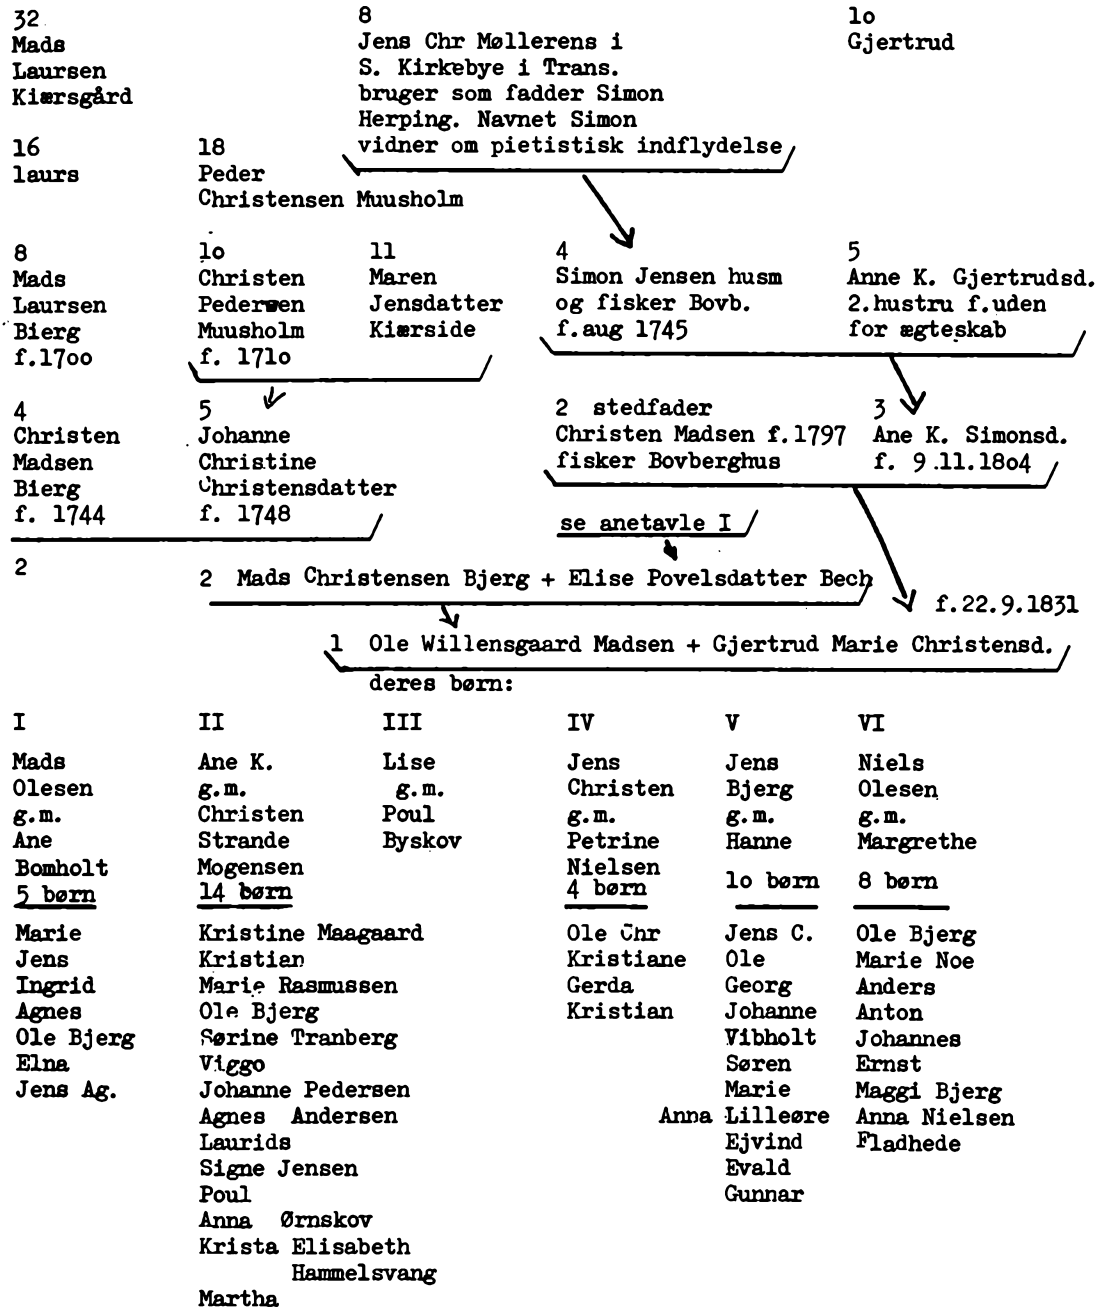 32
Mads
Laursen
Kiærsgård
8
Jens Chr Møllerens i
S. Kirkebye i Trans.
bruger som fadder Simon
Herping. Navnet Simon
vidner om pietistisk indflydelse
lo
Gjertrud
16
laurs
18
Peder
Christensen Muusholm
8
Mads
Laursen
Bierg
f.17oo
lo
Christen
Pedersen
Muusholm
f. 171o
11
Maren
Jensdatter
Kiærside
4
Simon Jensen husm
og fisker Bovb.
f.aug 1745
5
Anne K. Gjertrudsd.
2.hustru f.uden
for ægteskab
4
Christen
Madsen
Bierg
f. 1744
5
Johanne
Christine
Christensdatter
f. 1748
2 stedfader
Christen Madsen f.1797
fisker Bovberghus
3
Ane K. Simonsd.
f. 9.11.18o4
se anetavle I
2
2 Mads Christensen Bjerg + Elise Povelsdatter Bech
f.22.9.1831
1 Ole Willensgaard Madsen + Gjertrud Marie Christensd.
deres børn:
I
Mads
Olesen
g.m.
Ane
Bomholt
5 børn
Marie
Jens
Ingrid
Agnes
Ole Bjerg
Elna
Jens Ag.
II
Ane K.
g.m.
Christen
Strande
Mogensen
14 børn
Kristine Maagaard
Kristian
Marie Rasmussen
Ole Bjerg
Sørine Tranberg
Viggo
Johanne Pedersen
Agnes Andersen
Laurids
Signe Jensen
Poul
Anna Ørnskov
Krista Elisabeth
Hammelsvang
Martha
III
Lise
g.m.
Poul
Byskov
IV
Jens
Christen
g.m.
Petrine
Nielsen
4 børn
Ole Chr
Kristiane
Gerda
Kristian
V
Jens
Bjerg
g.m.
Hanne
lo børn
Jens C.
Ole
Georg
Johanne
Vibholt
Søren
Marie
Anna Lilleøre
Ejvind
Evald
Gunnar
VI
Niels
Olesen
g.m.
Margrethe
8 børn
Ole Bjerg
Marie Noe
Anders
Anton
Johannes
Ernst
Maggi Bjerg
Anna Nielsen
Fladhede